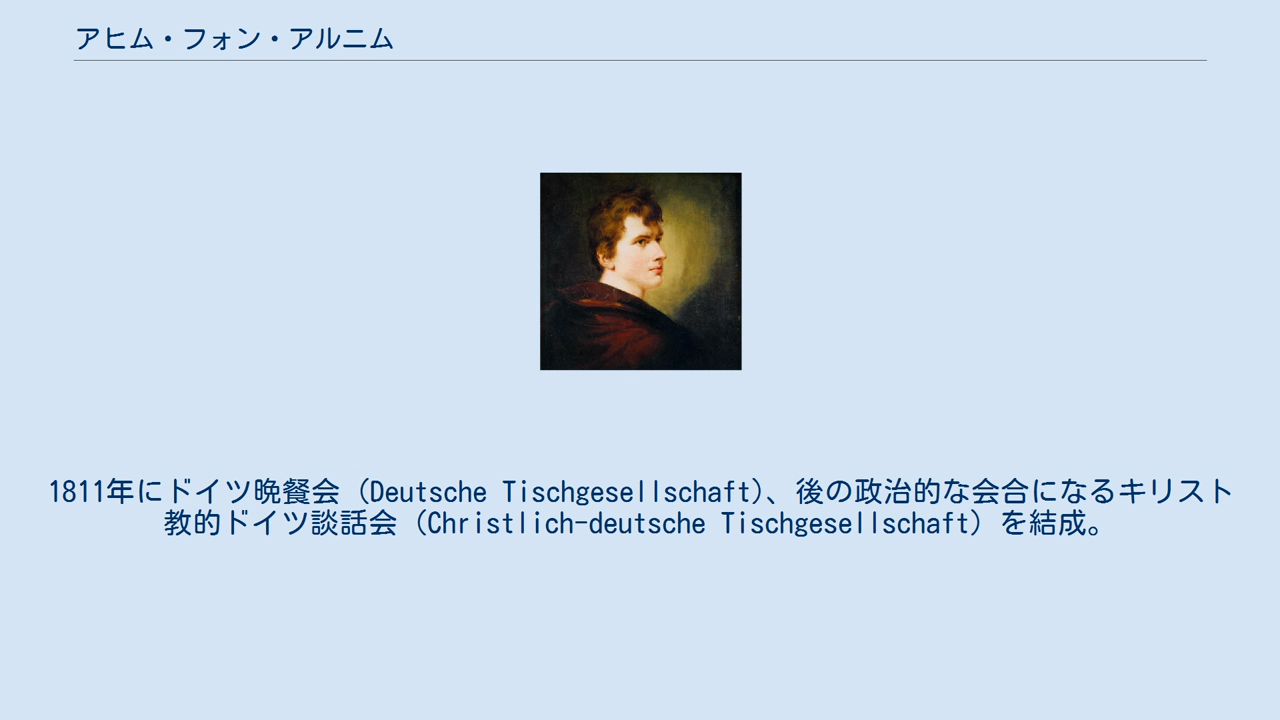 アヒム・フォン・アルニム
1811年にドイツ晩餐会（Deutsche Tischgesellschaft)、後の政治的な会合になるキリスト
教的ドイツ談話会（Christlich-deutsche Tischgesellschaft）を結成。